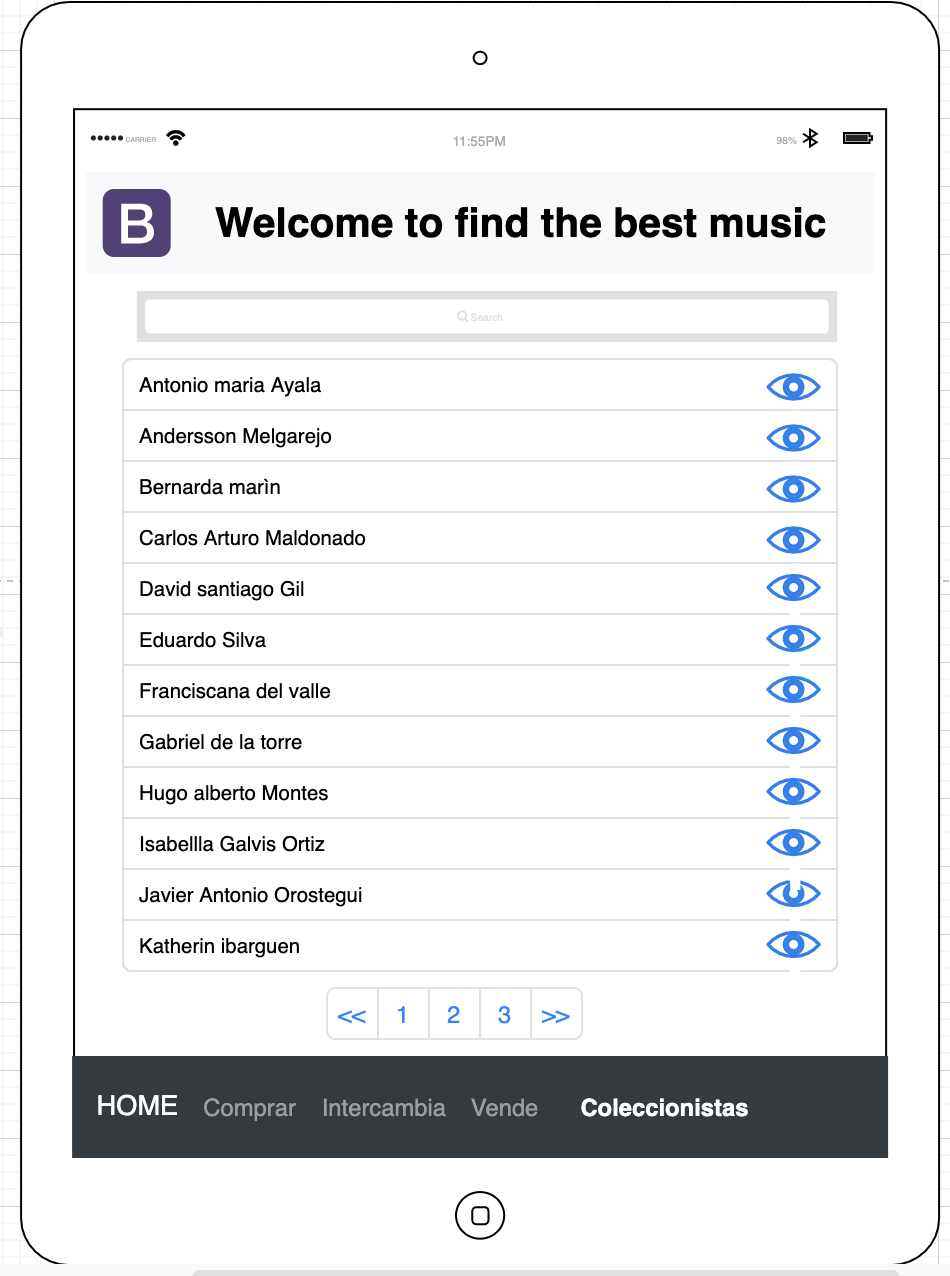 CARRIER 11:55PM 98%
B Welcome to find the best music
Search
Antonio maria Ayala
Andersson Melgarejo
Bernarda marìn
Carlos Arturo Maldonado
David santiago Gil
Eduardo Silva
Franciscana del valle
Gabriel de la torre
Hugo alberto Montes
Isabellla Galvis Ortiz
Javier Antonio Orostegui
Katherin ibarguen
<< 1 2 3 >>
HOME Comprar Intercambia Vende Coleccionistas